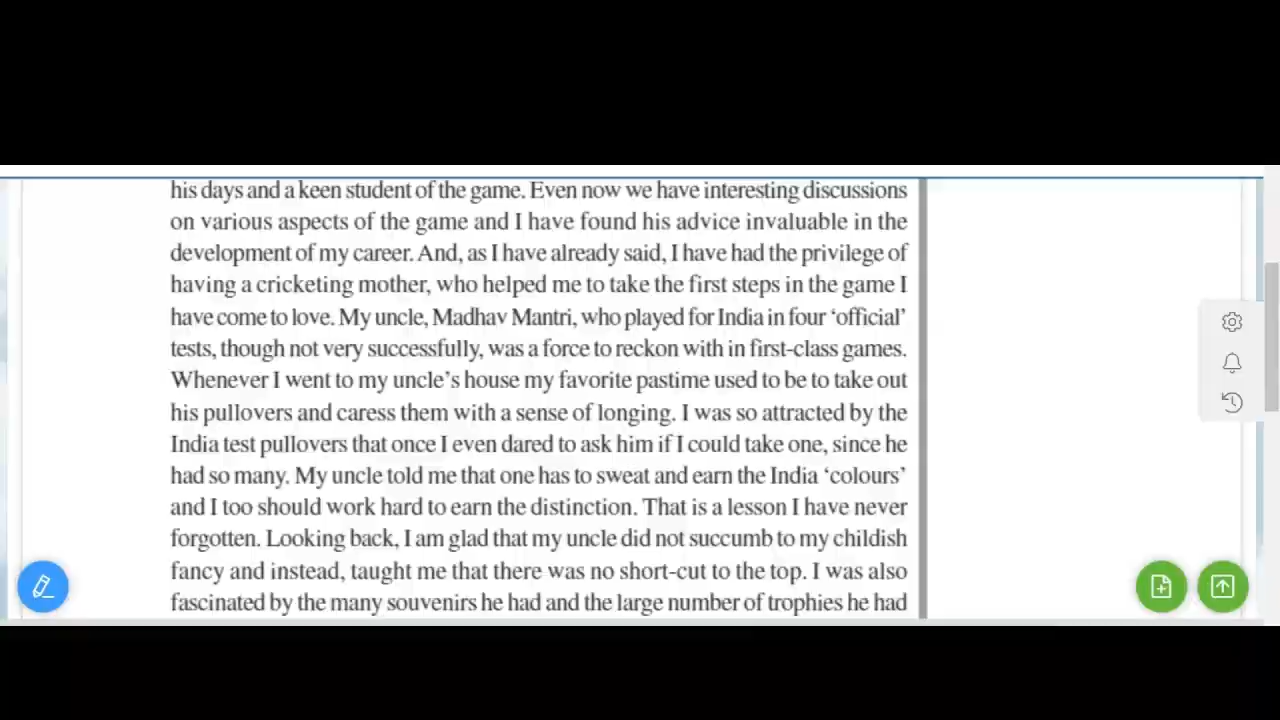 his days and a keen student of the game. Even now we have interesting discussions
on various aspects of the game and I have found his advice invaluable in the
development of my career. And, as I have already said, I have had the privilege of
having a cricketing mother, who helped me to take the first steps in the game I
have come to love. My uncle, Madhav Mantri, who played for India in four ‘official’
tests, though not very successfully, was a force to reckon with in first-class games.
Whenever I went to my uncle’s house my favorite pastime used to be to take out
his pullovers and caress them with a sense of longing. I was so attracted by the
India test pullovers that once I even dared to ask him if I could take one, since he
had so many. My uncle told me that one has to sweat and earn the India ‘colours’
and I too should work hard to earn the distinction. That is a lesson I have never
forgotten. Looking back, I am glad that my uncle did not succumb to my childish
fancy and instead, taught me that there was no short-cut to the top. I was also
fascinated by the many souvenirs he had and the large number of trophies he had